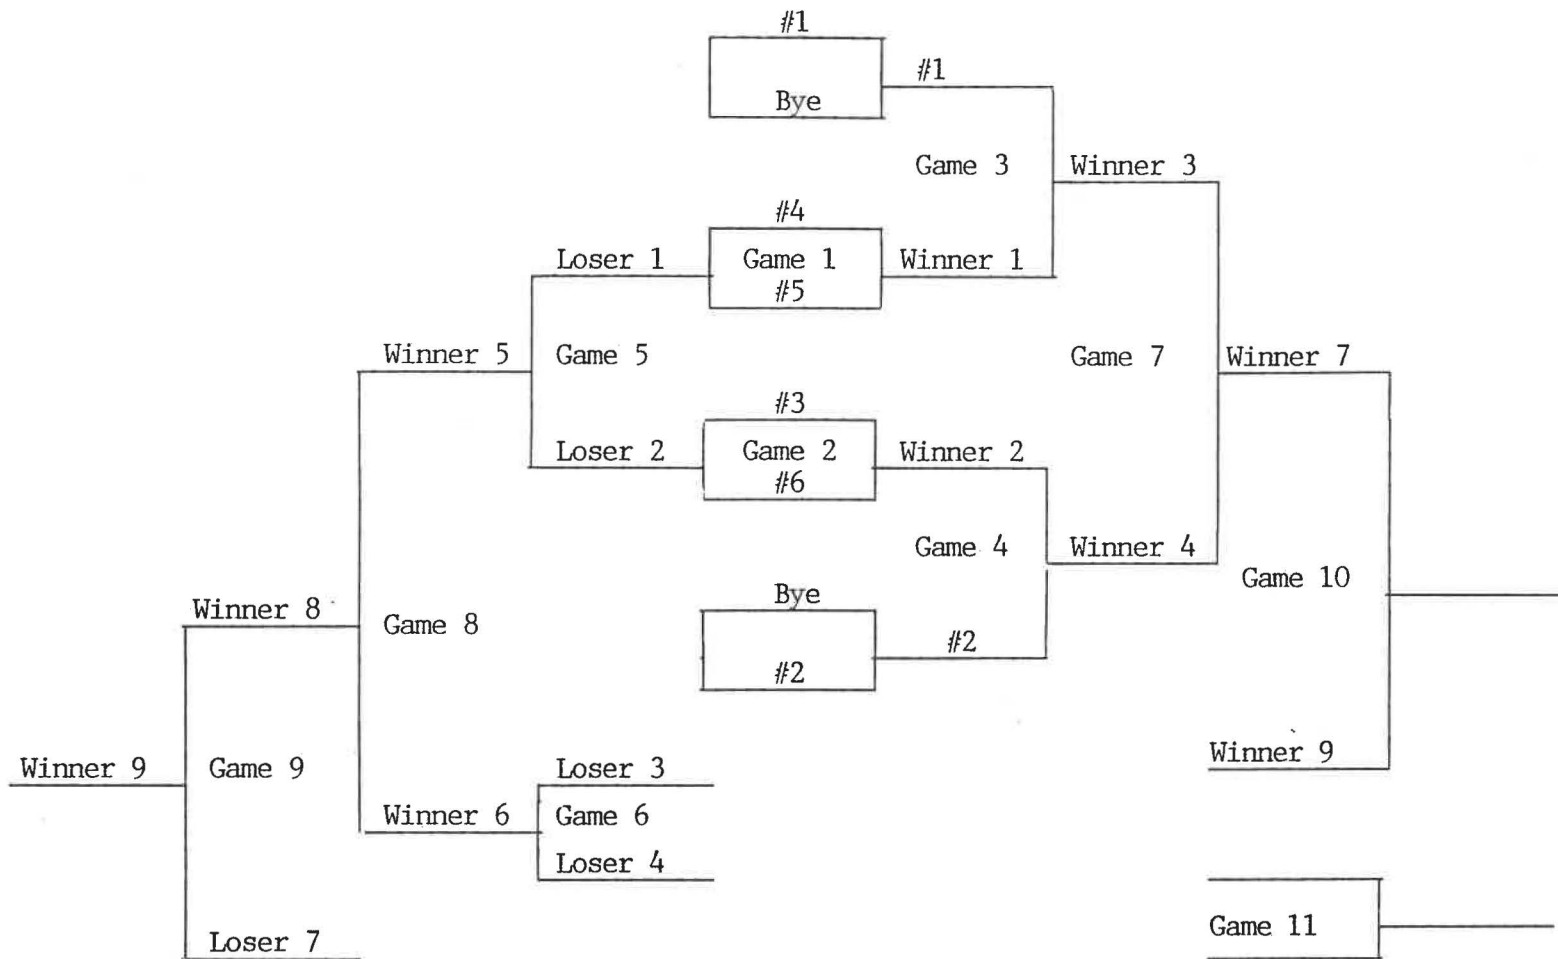 #1
#1
Bye
Game 3
Winner 3
#4
Loser 1
Game 1
Winner 1
#5
Winner 5
Game 5
Game 7
Winner 7
#3
Loser 2
Game 2
Winner 2
#6
Game 4
Winner 4
Game 10
Bye
Winner 8
Game 8
#2
#2
Winner 9
Winner 9
Game 9
Loser 3
Winner 6
Game 6
Loser 4
Game 11
Loser 7